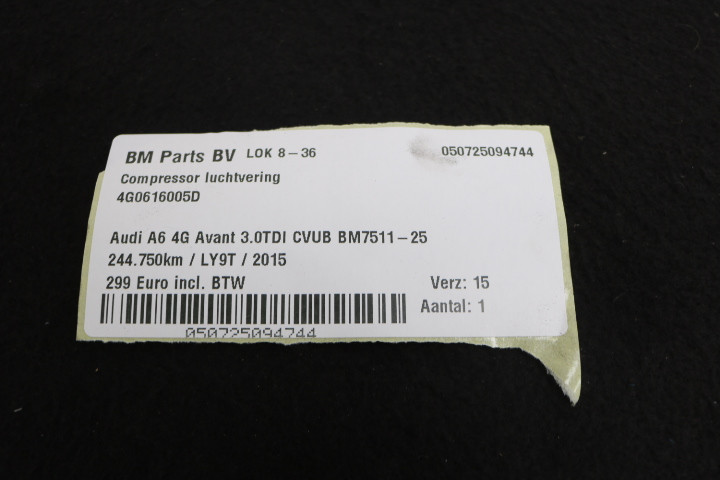 BM Parts BV LOK 8-36 050725094744
Compressor luchtvering
4G0616005D
Audi A6 4G Avant 3.0TDI CVUB BM7511-25
244.750km / LY9T / 2015
299 Euro incl. BTW Verz: 15
Aantal: 1
050725094744